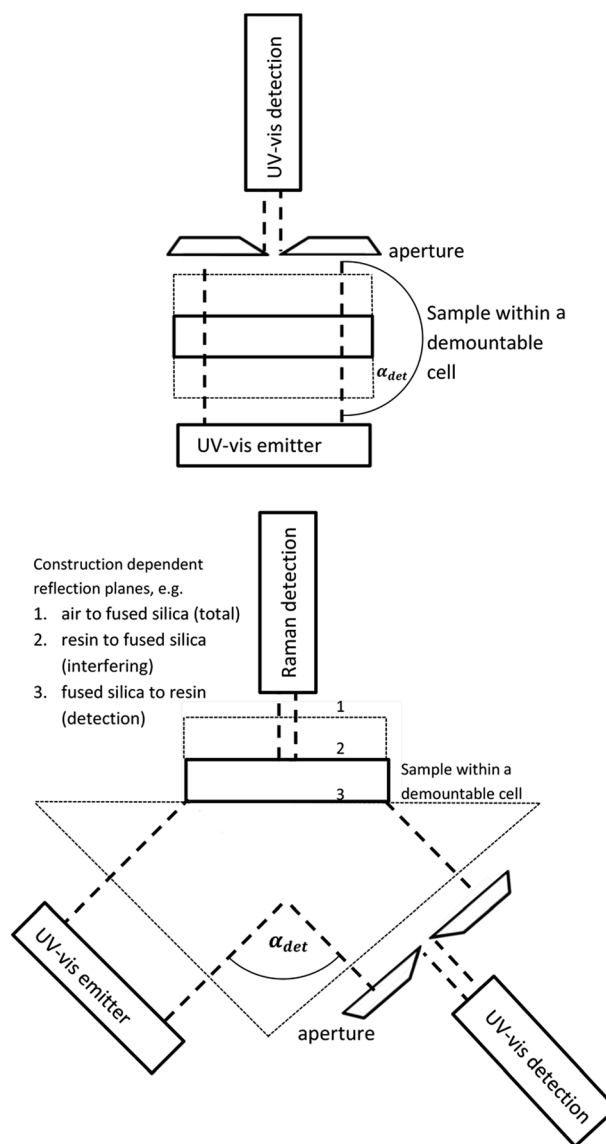 UV-vis detection
aperture
Sample within a
demountable
cell
α_det
UV-vis emitter
Construction dependent
reflection planes, e.g.
1. air to fused silica (total)
2. resin to fused silica
(interfering)
3. fused silica to resin
(detection)
Raman detection
1
2
3
Sample within a
demountable cell
UV-vis emitter
α_det
aperture
UV-vis detection